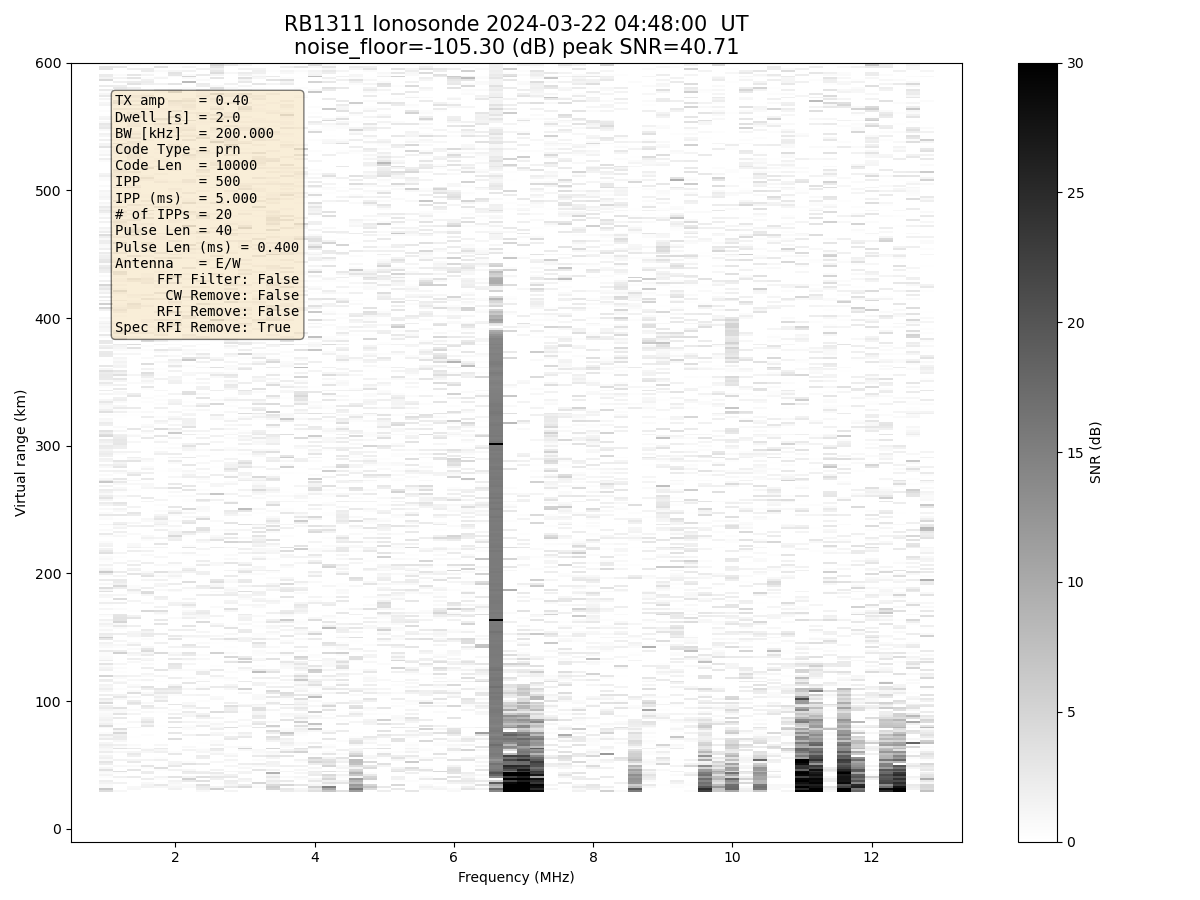 RB1311 Ionosonde 2024-03-22 04:48:00  UT
noise_floor=-105.30 (dB) peak SNR=40.71
600
500
400
300
200
100
0
Virtual range (km)
TX amp    = 0.40
Dwell [s] = 2.0
BW [kHz]  = 200.000
Code Type = prn
Code Len  = 10000
IPP       = 500
IPP (ms)  = 5.000
# of IPPs = 20
Pulse Len = 40
Pulse Len (ms) = 0.400
Antenna   = E/W
FFT Filter: False
CW Remove: False
RFI Remove: False
Spec RFI Remove: True
2 4 6 8 10 12
Frequency (MHz)
30
25
20
15
10
5
0
SNR (dB)